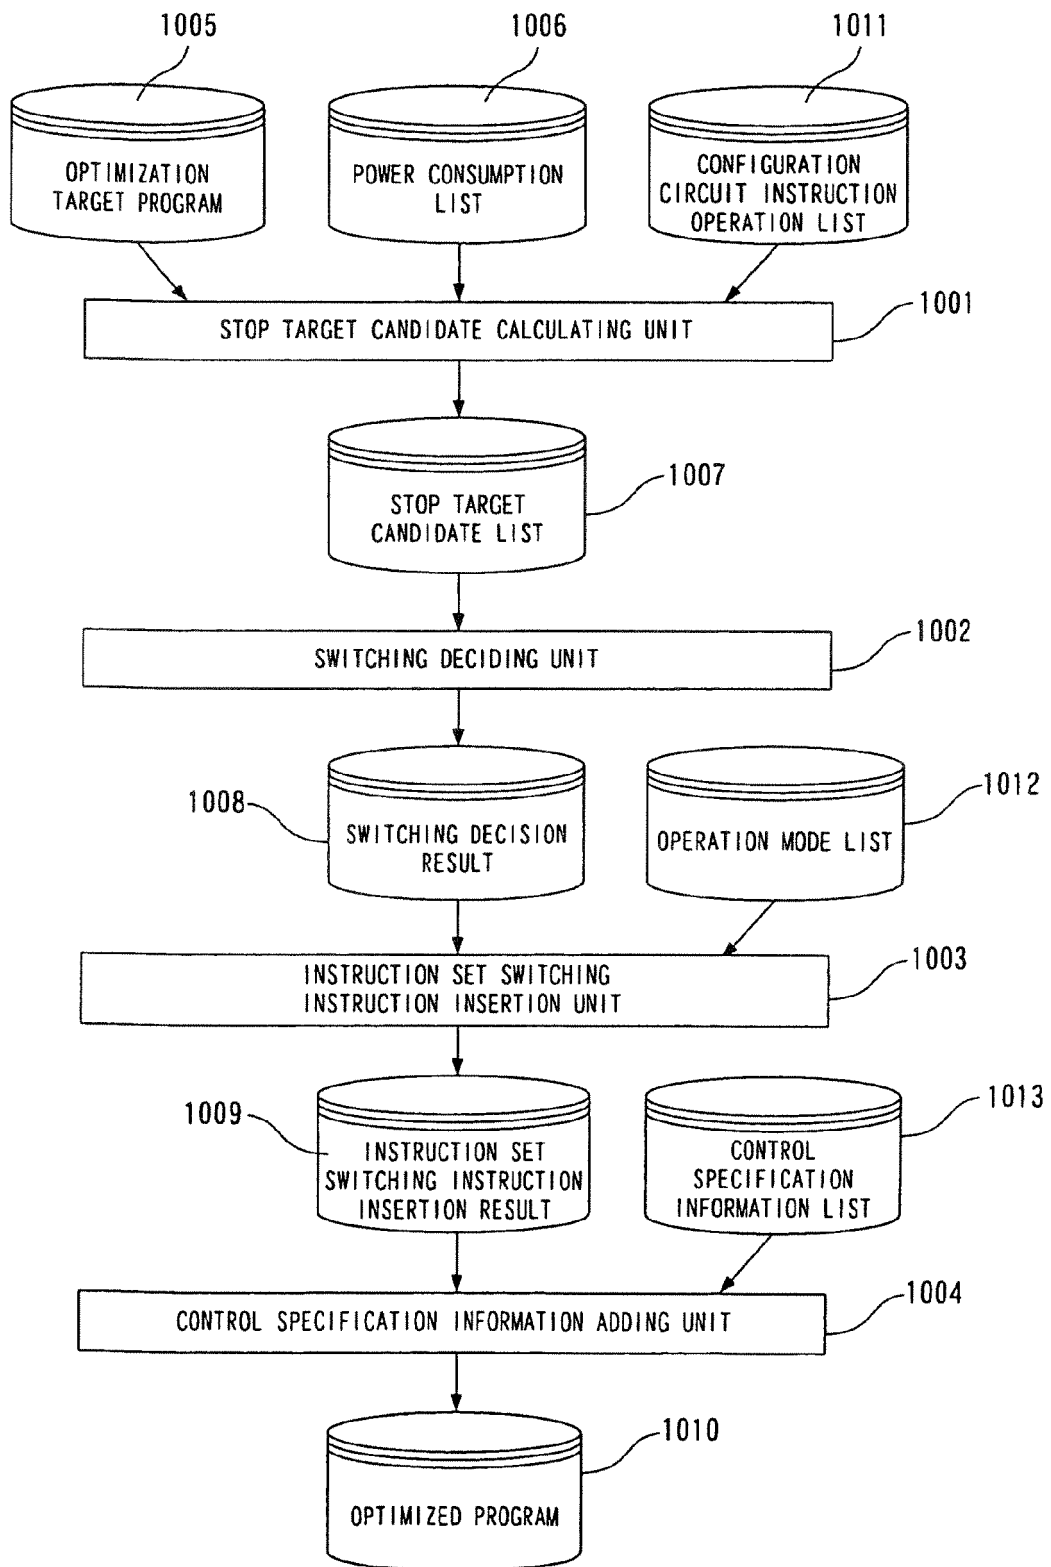 1005
1006
1011
OPTIMIZATION
TARGET PROGRAM
POWER CONSUMPTION
LIST
CONFIGURATION
CIRCUIT INSTRUCTION
OPERATION LIST
STOP TARGET CANDIDATE CALCULATING UNIT
1001
STOP TARGET
CANDIDATE LIST
1007
SWITCHING DECIDING UNIT
1002
1008
SWITCHING DECISION
RESULT
OPERATION MODE LIST
1012
INSTRUCTION SET SWITCHING
INSTRUCTION INSERTION UNIT
1003
1009
INSTRUCTION SET
SWITCHING INSTRUCTION
INSERTION RESULT
CONTROL
SPECIFICATION
INFORMATION LIST
1013
CONTROL SPECIFICATION INFORMATION ADDING UNIT
1004
OPTIMIZED PROGRAM
1010